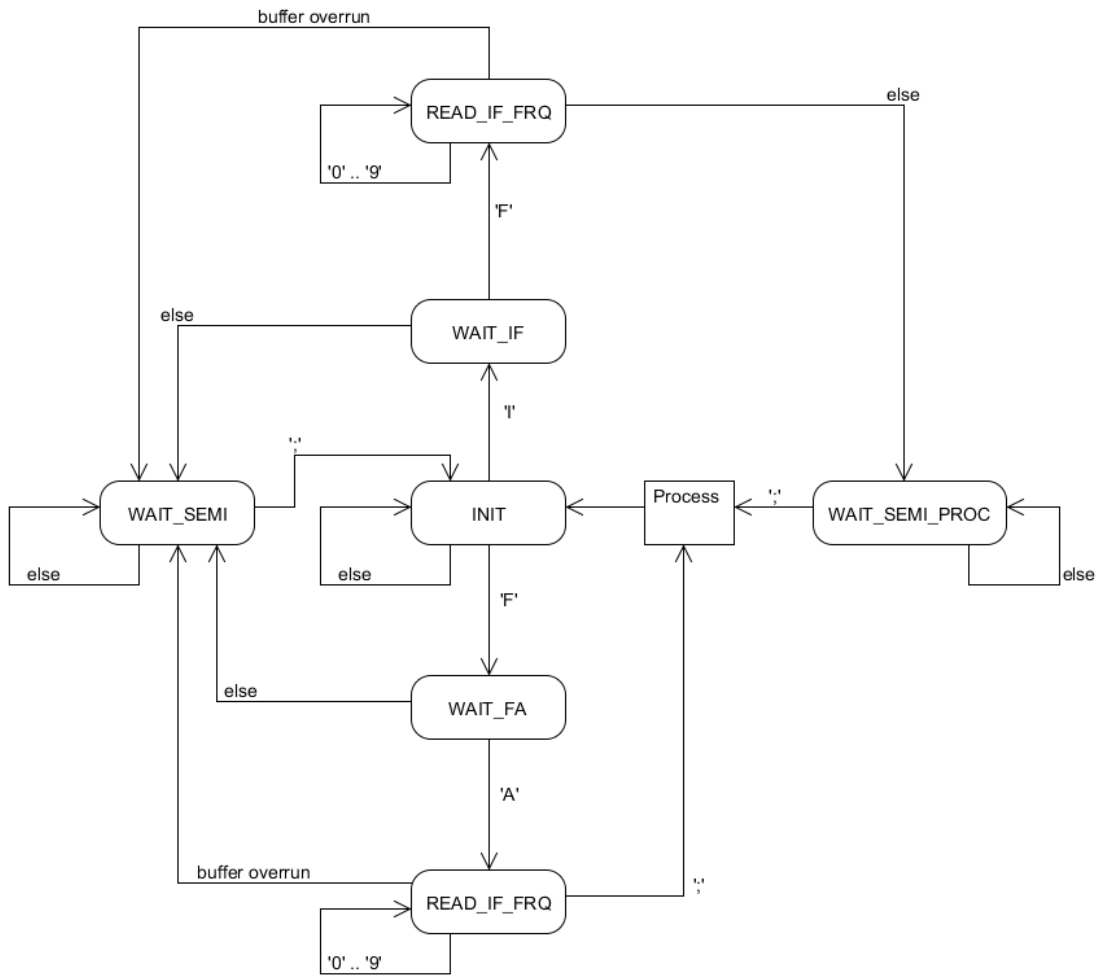 buffer overrun
READ_IF_FRQ
else
'0' .. '9'
'F'
else
WAIT_IF
'I'
';'
WAIT_SEMI
INIT
Process
';'
WAIT_SEMI_PROC
else
else
else
'F'
else
WAIT_FA
'A'
buffer overrun
READ_IF_FRQ
';'
'0' .. '9'